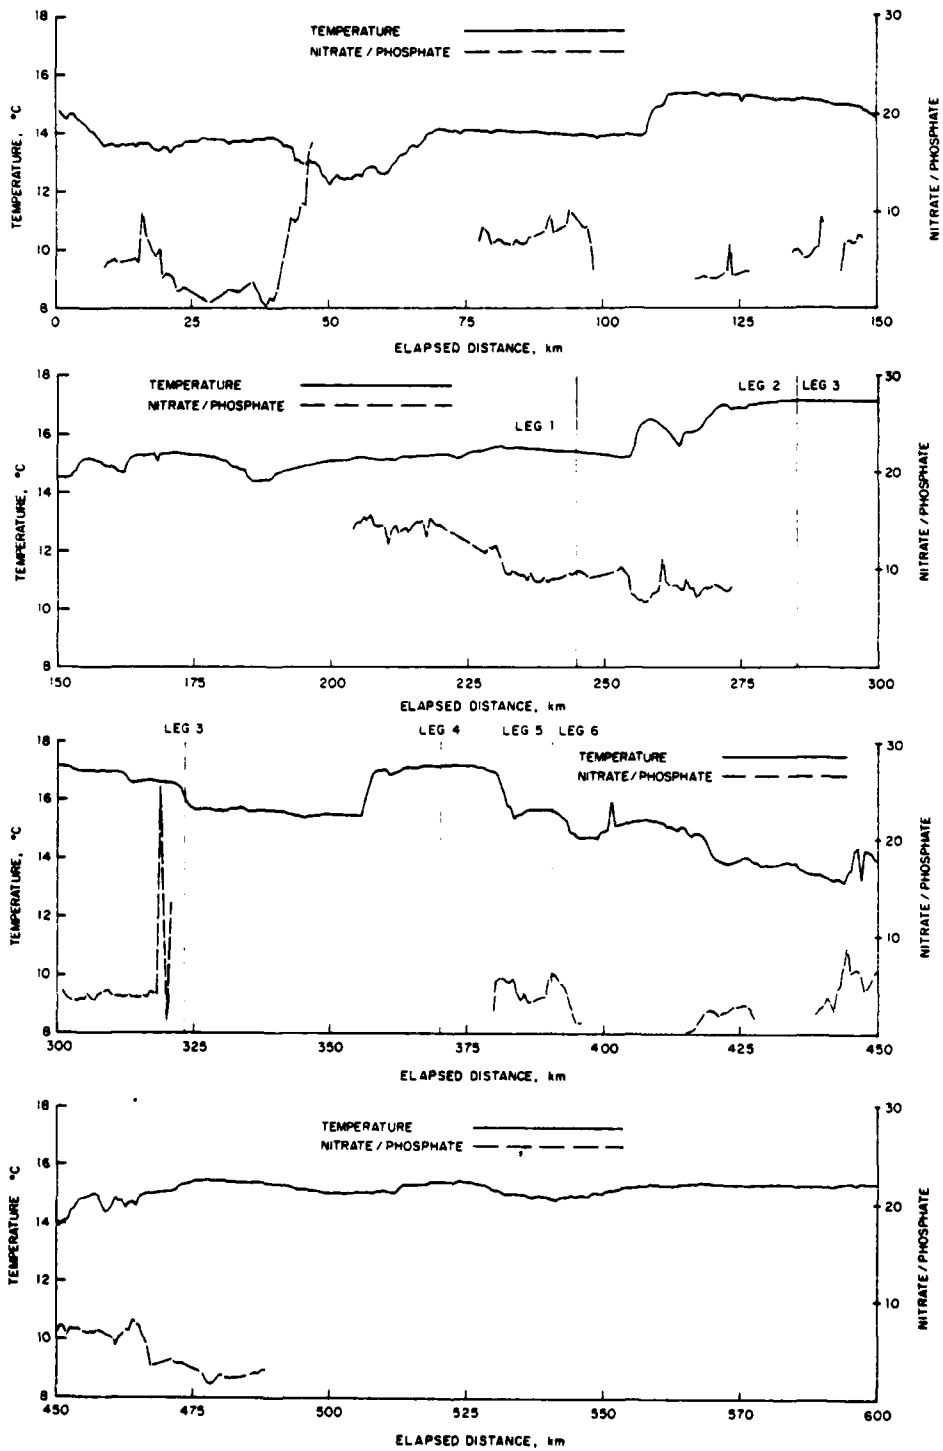 18
16
14
12
10
8
TEMPERATURE, °C
TEMPERATURE
NITRATE/PHOSPHATE
30
20
10
NITRATE/PHOSPHATE
0 25 50 75 100 125 150
ELAPSED DISTANCE, km
18
16
14
12
10
8
TEMPERATURE, °C
TEMPERATURE
NITRATE/PHOSPHATE
LEG 1
LEG 2
LEG 3
30
20
10
0
NITRATE/PHOSPHATE
150 175 200 225 250 275 300
ELAPSED DISTANCE, km
LEG 3
LEG 4
LEG 5
LEG 6
18
16
14
12
10
8
TEMPERATURE, °C
TEMPERATURE
NITRATE/PHOSPHATE
30
20
10
NITRATE/PHOSPHATE
300 325 350 375 400 425 450
ELAPSED DISTANCE, km
18
16
14
12
10
8
TEMPERATURE °C
TEMPERATURE
NITRATE/PHOSPHATE
30
20
10
NITRATE/PHOSPHATE
450 475 500 525 550 570 600
ELAPSED DISTANCE, km